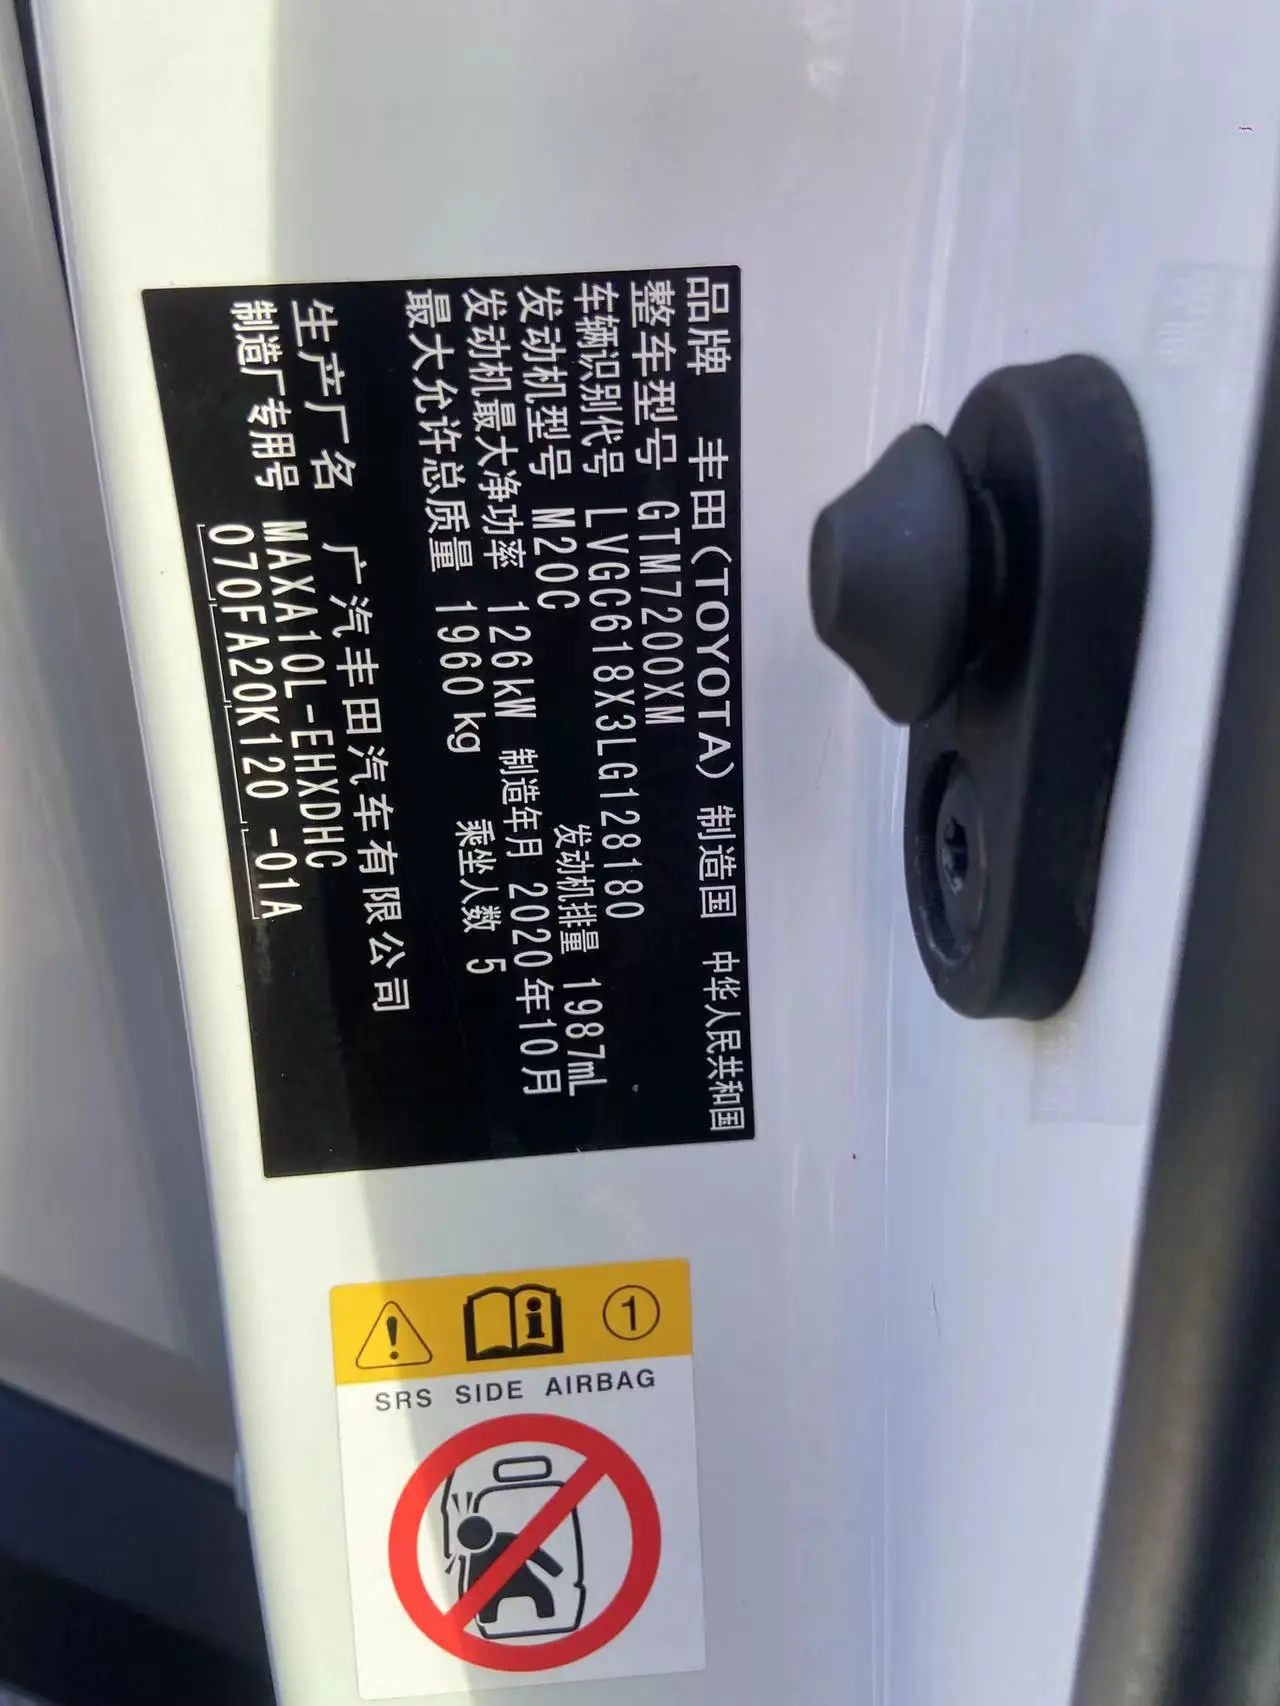 品牌 丰田(TOYOTA) 制造国 中华人民共和国
整车型号 GTM7200XM
车辆识别代号 LVGC618X3LG128180
发动机型号 M20C 发动机排量 1987mL
发动机最大净功率 126kW 制造年月 2020年10月
最大允许总质量 1960kg 乘坐人数 5
生产厂名 广汽丰田汽车有限公司
制造厂专用号 MAXA10L-EHXDHC
070FA20K120 -01A
1
SRS SIDE AIRBAG